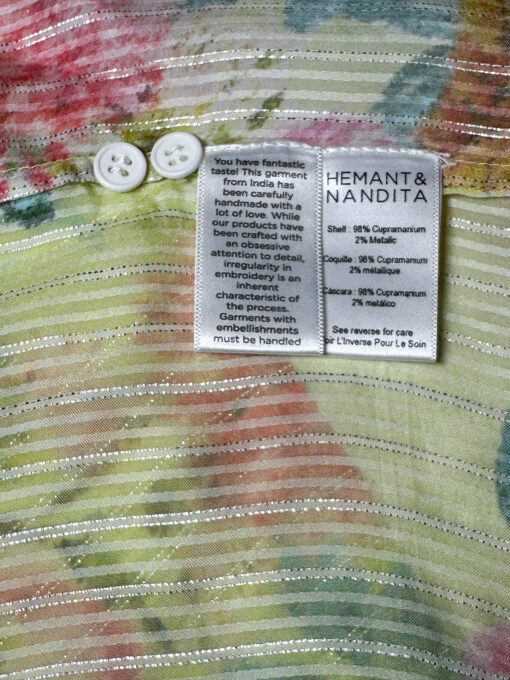 You have fantastic
taste! This garment
from India has
been carefully
handmade with a
lot of love. While
our products have
been crafted with
an obsessive
attention to detail,
irregularity in
embroidery is an
inherent
characteristic of
the process.
Garments with
embellishments
must be handled
HEMANT &
NANDITA
Shell : 98% Cupramanium
2% Metalic
Coquille : 98% Cupramanium
2% métallique
Cáscara : 98% Cupramanium
2% metálico
See reverse for care
oir L'Inverse Pour Le Soin